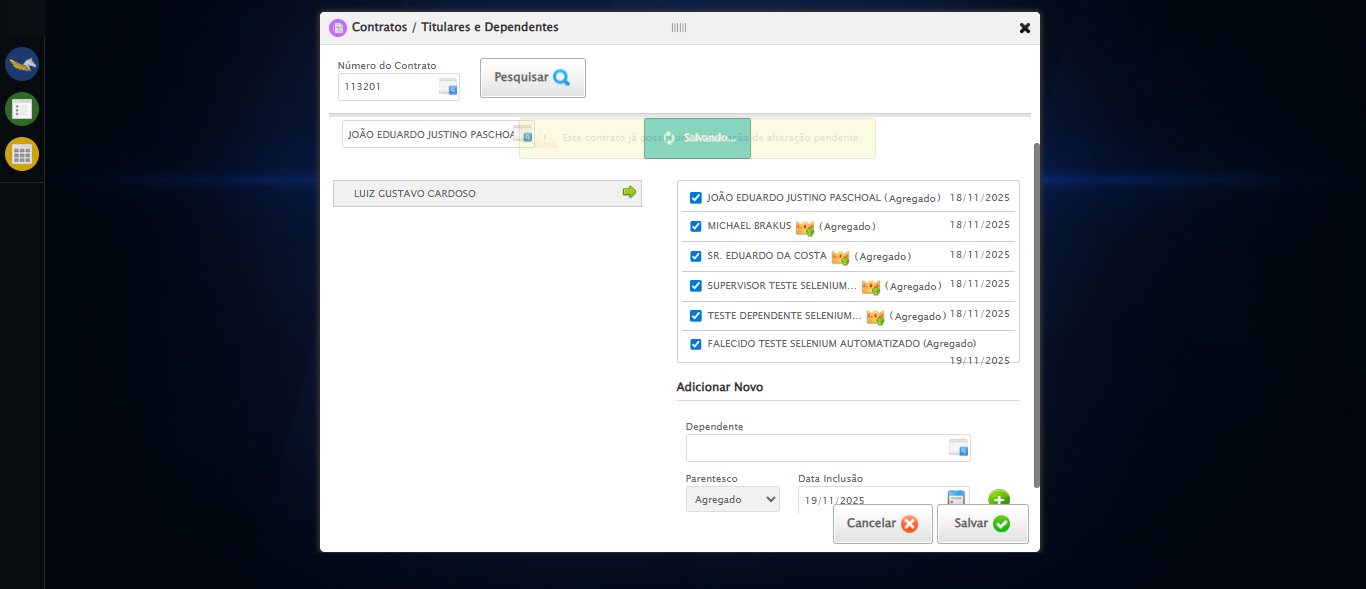 Contratos / Titulares e Dependentes
Número do Contrato
113201
Pesquisar
JOÃO EDUARDO JUSTINO PASCHOA
Este contrato já de alteração pendente.
Salvando...
LUIZ GUSTAVO CARDOSO
JOÃO EDUARDO JUSTINO PASCHOAL (Agregado) 18/11/2025
MICHAEL BRAKUS (Agregado) 18/11/2025
SR. EDUARDO DA COSTA (Agregado) 18/11/2025
SUPERVISOR TESTE SELENIUM... (Agregado) 18/11/2025
TESTE DEPENDENTE SELENIUM... (Agregado) 18/11/2025
FALECIDO TESTE SELENIUM AUTOMATIZADO (Agregado)
19/11/2025
Adicionar Novo
Dependente
Parentesco Data Inclusão
Agregado 19/11/2025
Cancelar Salvar